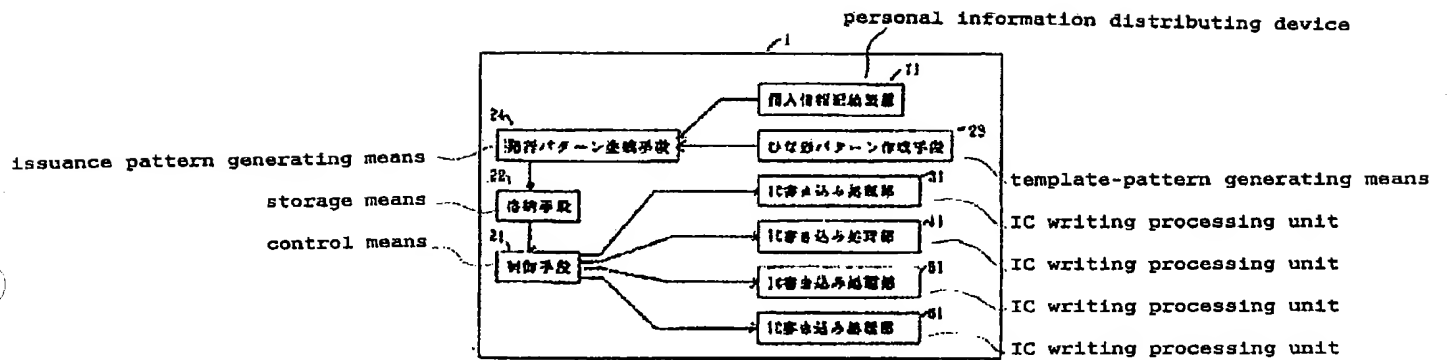 personal information distributing device
1
11
個人情報記給装置
24
発行パターン生成手段
29
ひな形パターン作成手段
issuance pattern generating means
22
31
template-pattern generating means
storage means
格納手段
IC書き込み処理部
IC writing processing unit
21
41
control means
制御手段
IC書き込み処理部
IC writing processing unit
51
IC書き込み処理部
IC writing processing unit
61
IC書き込み処理部
IC writing processing unit